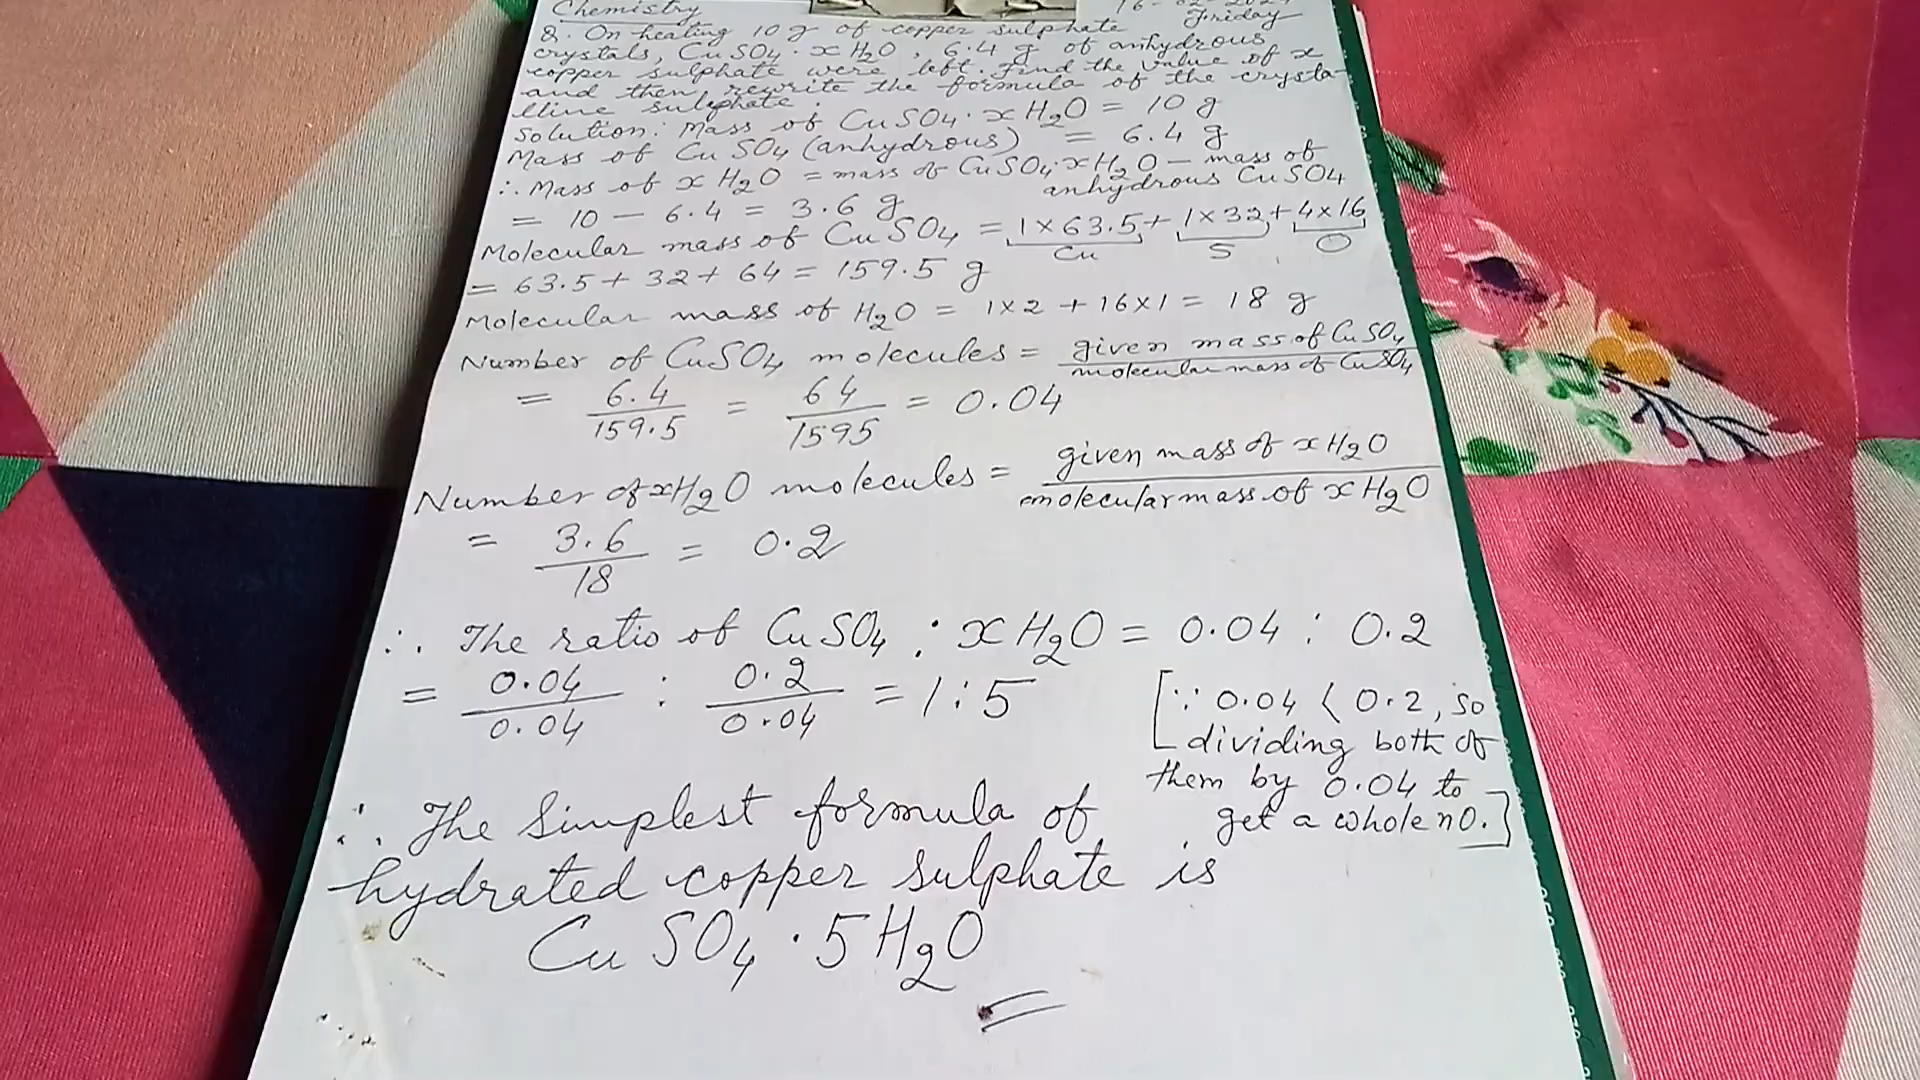 Chemistry
Friday
Q. On heating 10 g of copper sulphate
crystals, CuSO4·xH2O, 6.4 g of anhydrous
copper sulphate were left. Find the value of x
and then rewrite the formula of the crysta-
lline sulphate.
Solution: Mass of CuSO4·xH2O = 10 g
Mass of CuSO4 (anhydrous) = 6.4 g
∴ Mass of xH2O = mass of CuSO4·xH2O − mass of
anhydrous CuSO4
= 10 − 6.4 = 3.6 g
Molecular mass of CuSO4 = 1×63.5 + 1×32 + 4×16
Cu S O
= 63.5 + 32 + 64 = 159.5 g
Molecular mass of H2O = 1×2 + 16×1 = 18 g
Number of CuSO4 molecules = given mass of CuSO4
molecular mass of CuSO4
= 6.4/159.5 = 64/1595 = 0.04
Number of xH2O molecules = given mass of xH2O
molecular mass of xH2O
= 3.6/18 = 0.2
∴ The ratio of CuSO4 : xH2O = 0.04 : 0.2
= 0.04/0.04 : 0.2/0.04 = 1:5
[∵ 0.04 < 0.2, so
dividing both of
them by 0.04 to
get a whole no.]
∴ The Simplest formula of
hydrated copper sulphate is
CuSO4·5H2O